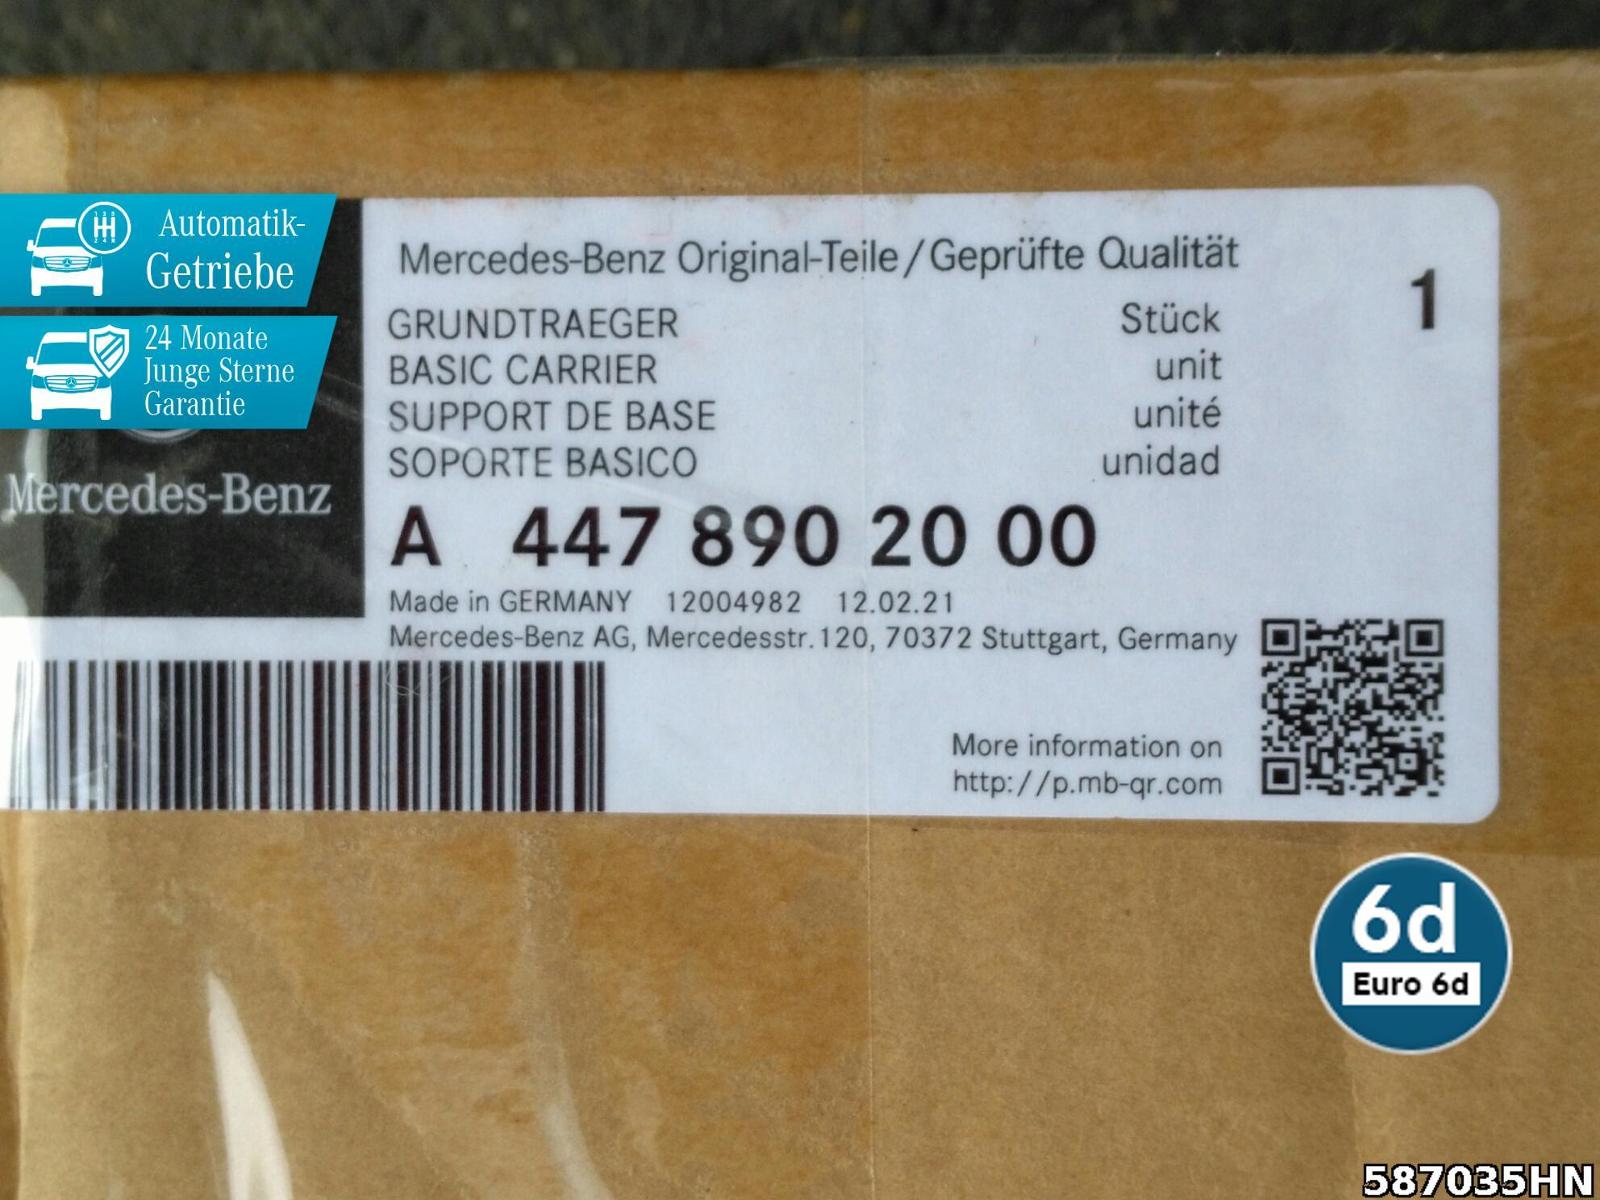 Automatik-
Getriebe
24 Monate
Junge Sterne
Garantie
Mercedes-Benz
Mercedes-Benz Original-Teile/Geprüfte Qualität
GRUNDTRAEGER Stück 1
BASIC CARRIER unit
SUPPORT DE BASE unité
SOPORTE BASICO unidad
A 447 890 20 00
Made in GERMANY 12004982 12.02.21
Mercedes-Benz AG, Mercedesstr.120, 70372 Stuttgart, Germany
More information on
http://p.mb-qr.com
6d
Euro 6d
587035HN